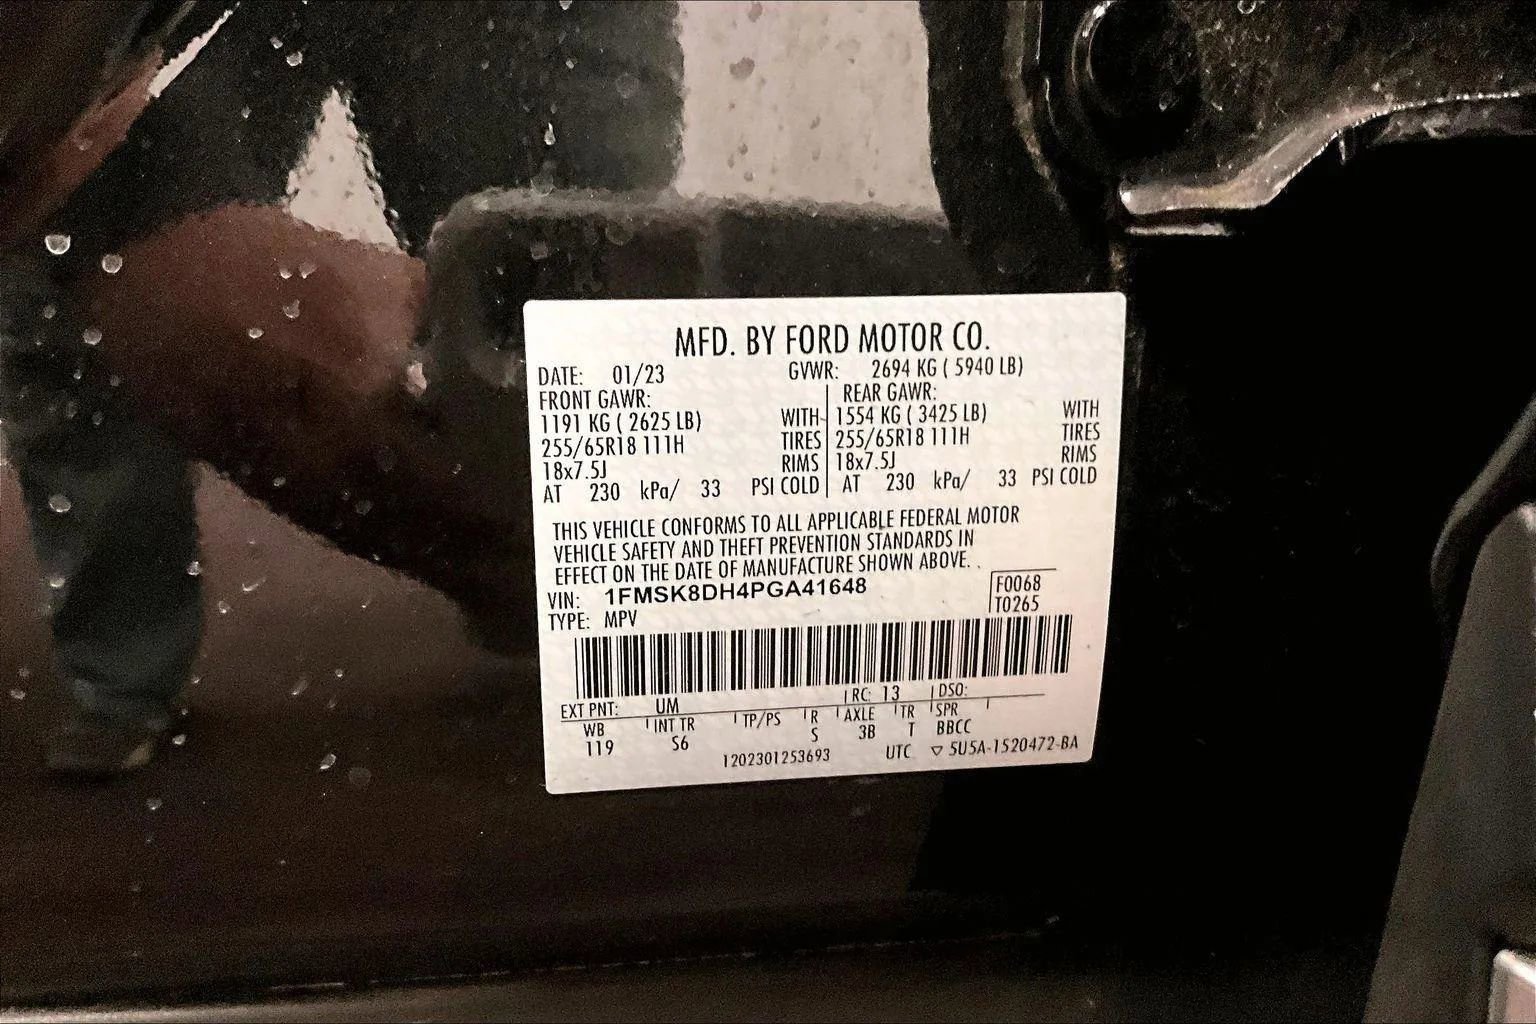 MFD. BY FORD MOTOR CO.
DATE: 01/23 GVWR: 2694 KG ( 5940 LB)
FRONT GAWR: REAR GAWR:
1191 KG ( 2625 LB) WITH 1554 KG ( 3425 LB) WITH
255/65R18 111H TIRES 255/65R18 111H TIRES
18x7.5J RIMS 18x7.5J RIMS
AT 230 kPa/ 33 PSI COLD AT 230 kPa/ 33 PSI COLD
THIS VEHICLE CONFORMS TO ALL APPLICABLE FEDERAL MOTOR
VEHICLE SAFETY AND THEFT PREVENTION STANDARDS IN
EFFECT ON THE DATE OF MANUFACTURE SHOWN ABOVE. .
VIN: 1FMSK8DH4PGA41648 F0068
TYPE: MPV T0265
EXT PNT: UM RC: 13 DSO:
WB INT TR TP/PS R AXLE TR SPR
119 S6 S 3B T BBCC
1202301253693 UTC ▽ 5U5A-1520472-BA